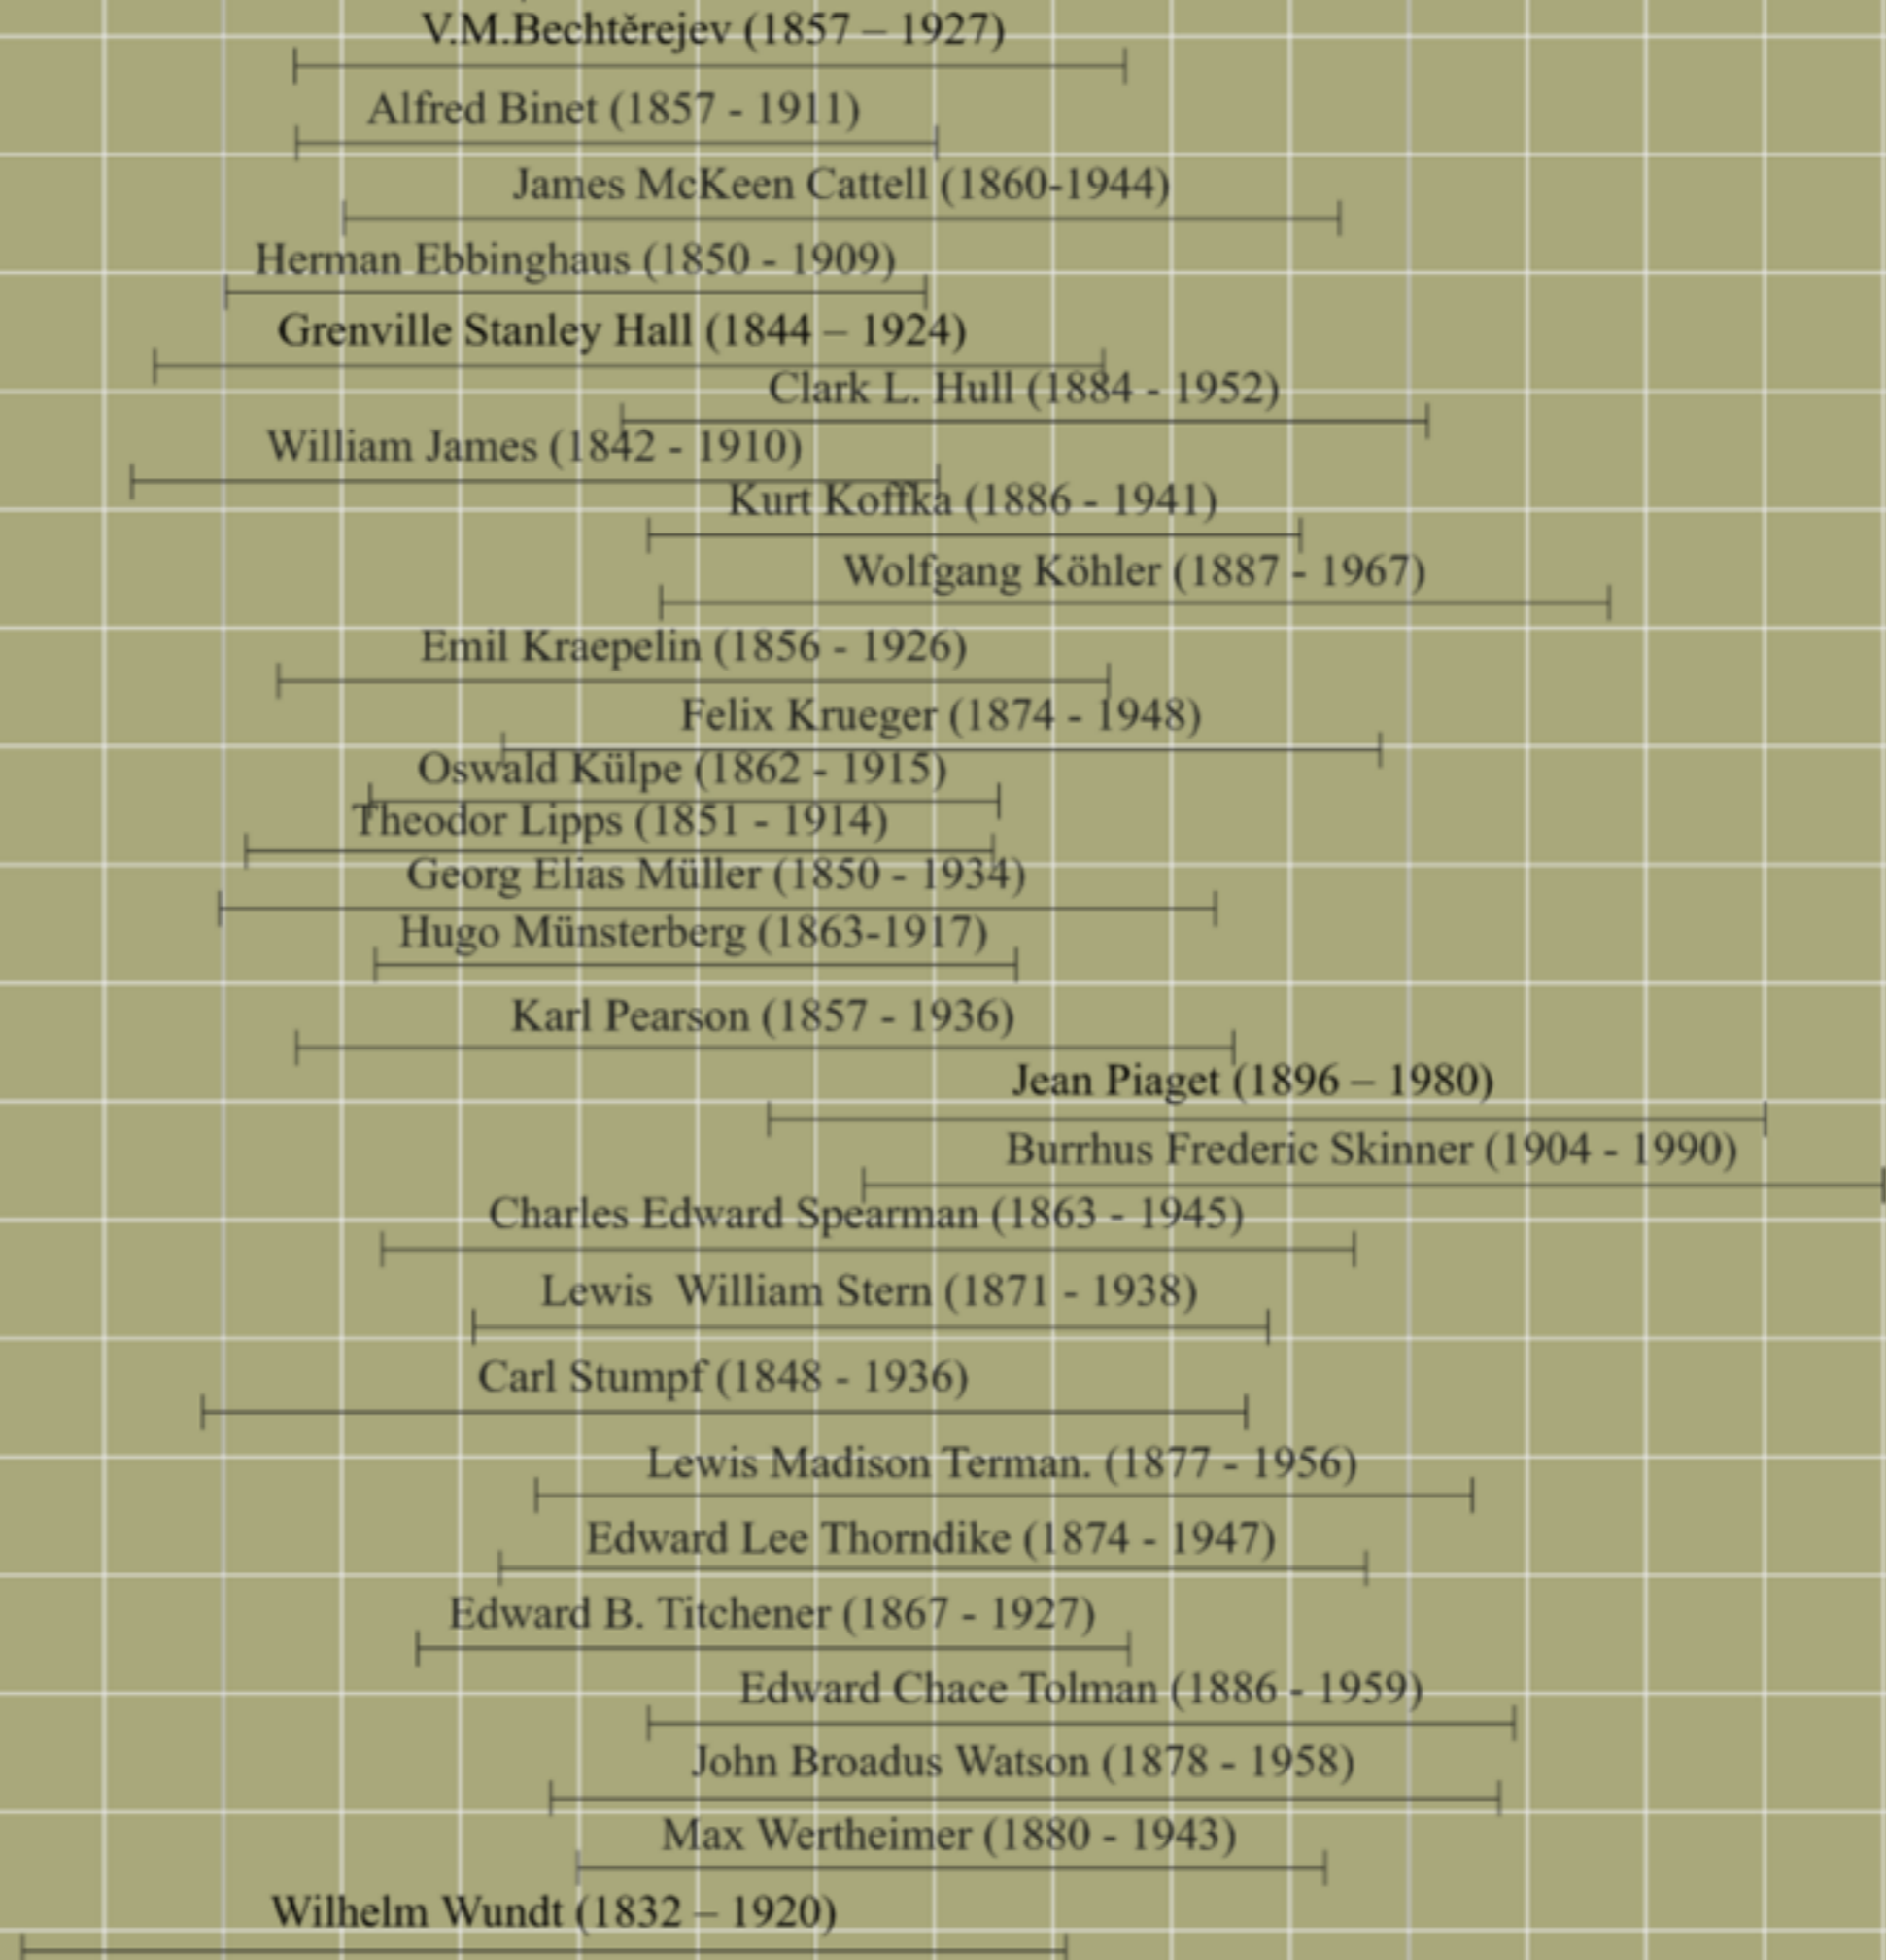 V.M.Bechtěrejev (1857 – 1927)
Alfred Binet (1857 - 1911)
James McKeen Cattell (1860-1944)
Herman Ebbinghaus (1850 - 1909)
Grenville Stanley Hall (1844 – 1924)
Clark L. Hull (1884 - 1952)
William James (1842 - 1910)
Kurt Koffka (1886 - 1941)
Wolfgang Köhler (1887 - 1967)
Emil Kraepelin (1856 - 1926)
Felix Krueger (1874 - 1948)
Oswald Külpe (1862 - 1915)
Theodor Lipps (1851 - 1914)
Georg Elias Müller (1850 - 1934)
Hugo Münsterberg (1863-1917)
Karl Pearson (1857 - 1936)
Jean Piaget (1896 – 1980)
Burrhus Frederic Skinner (1904 - 1990)
Charles Edward Spearman (1863 - 1945)
Lewis  William Stern (1871 - 1938)
Carl Stumpf (1848 - 1936)
Lewis Madison Terman. (1877 - 1956)
Edward Lee Thorndike (1874 - 1947)
Edward B. Titchener (1867 - 1927)
Edward Chace Tolman (1886 - 1959)
John Broadus Watson (1878 - 1958)
Max Wertheimer (1880 - 1943)
Wilhelm Wundt (1832 – 1920)